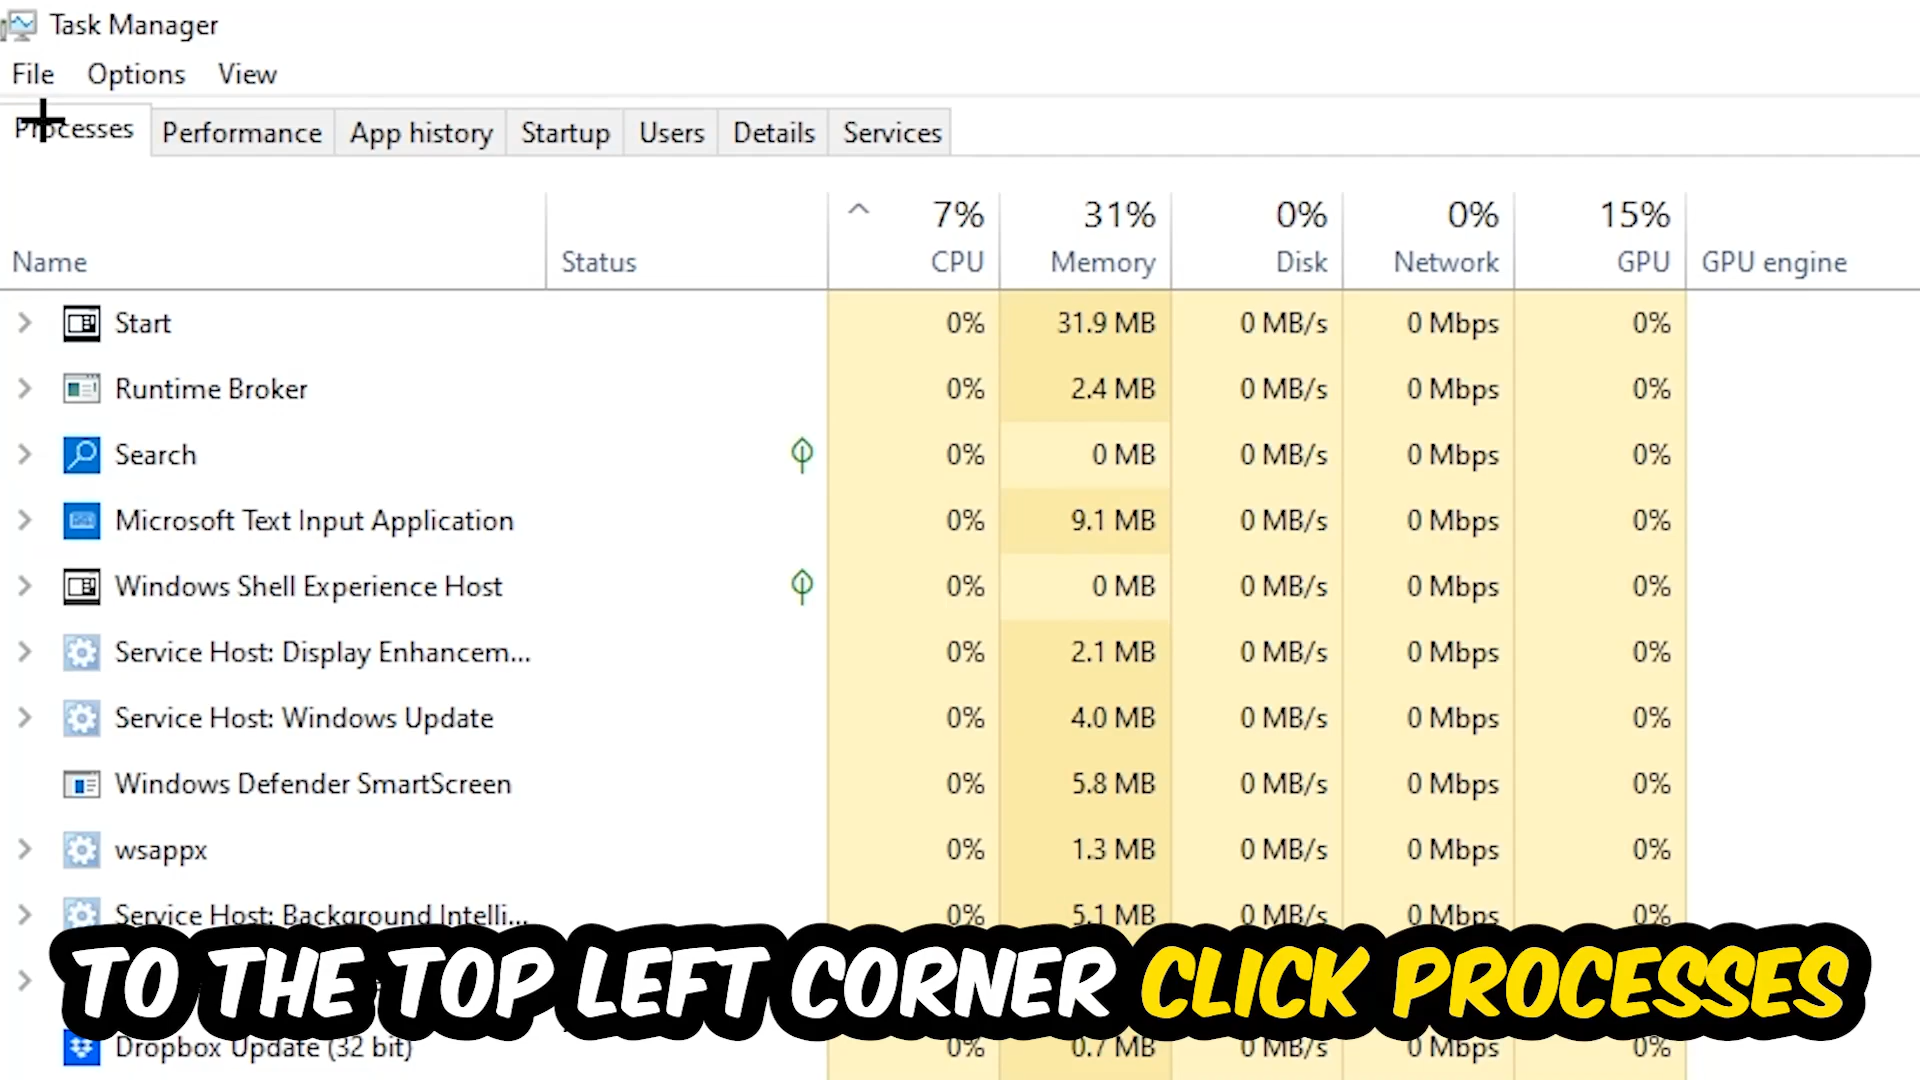 Task Manager
File Options View
Processes Performance App history Startup Users Details Services
7% 31% 0% 0% 15%
Name Status CPU Memory Disk Network GPU GPU engine
Start 0% 31.9 MB 0 MB/s 0 Mbps 0%
Runtime Broker 0% 2.4 MB 0 MB/s 0 Mbps 0%
Search 0% 0 MB 0 MB/s 0 Mbps 0%
Microsoft Text Input Application 0% 9.1 MB 0 MB/s 0 Mbps 0%
Windows Shell Experience Host 0% 0 MB 0 MB/s 0 Mbps 0%
Service Host: Display Enhancem... 0% 2.1 MB 0 MB/s 0 Mbps 0%
Service Host: Windows Update 0% 4.0 MB 0 MB/s 0 Mbps 0%
Windows Defender SmartScreen 0% 5.8 MB 0 MB/s 0 Mbps 0%
wsappx 0% 1.3 MB 0 MB/s 0 Mbps 0%
Service Host: Background Intelli... 0% 5.1 MB 0 MB/s 0 Mbps 0%
TO THE TOP LEFT CORNER CLICK PROCESSES
Dropbox Update (32 bit) 0% 0.7 MB 0 MB/s 0 Mbps 0%